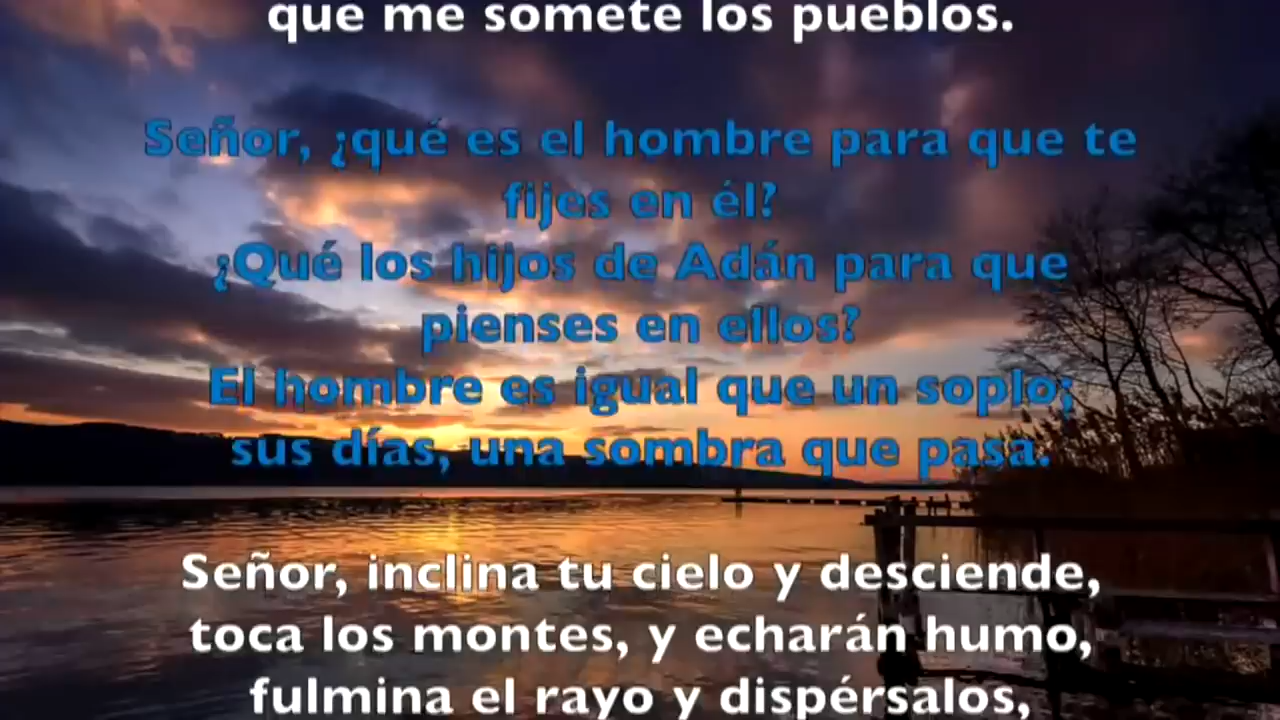 que me somete los pueblos.
Señor, ¿qué es el hombre para que te
fijes en él?
¿Qué los hijos de Adán para que
pienses en ellos?
El hombre es igual que un soplo;
sus días, una sombra que pasa.
Señor, inclina tu cielo y desciende,
toca los montes, y echarán humo,
fulmina el rayo y dispérsalos,